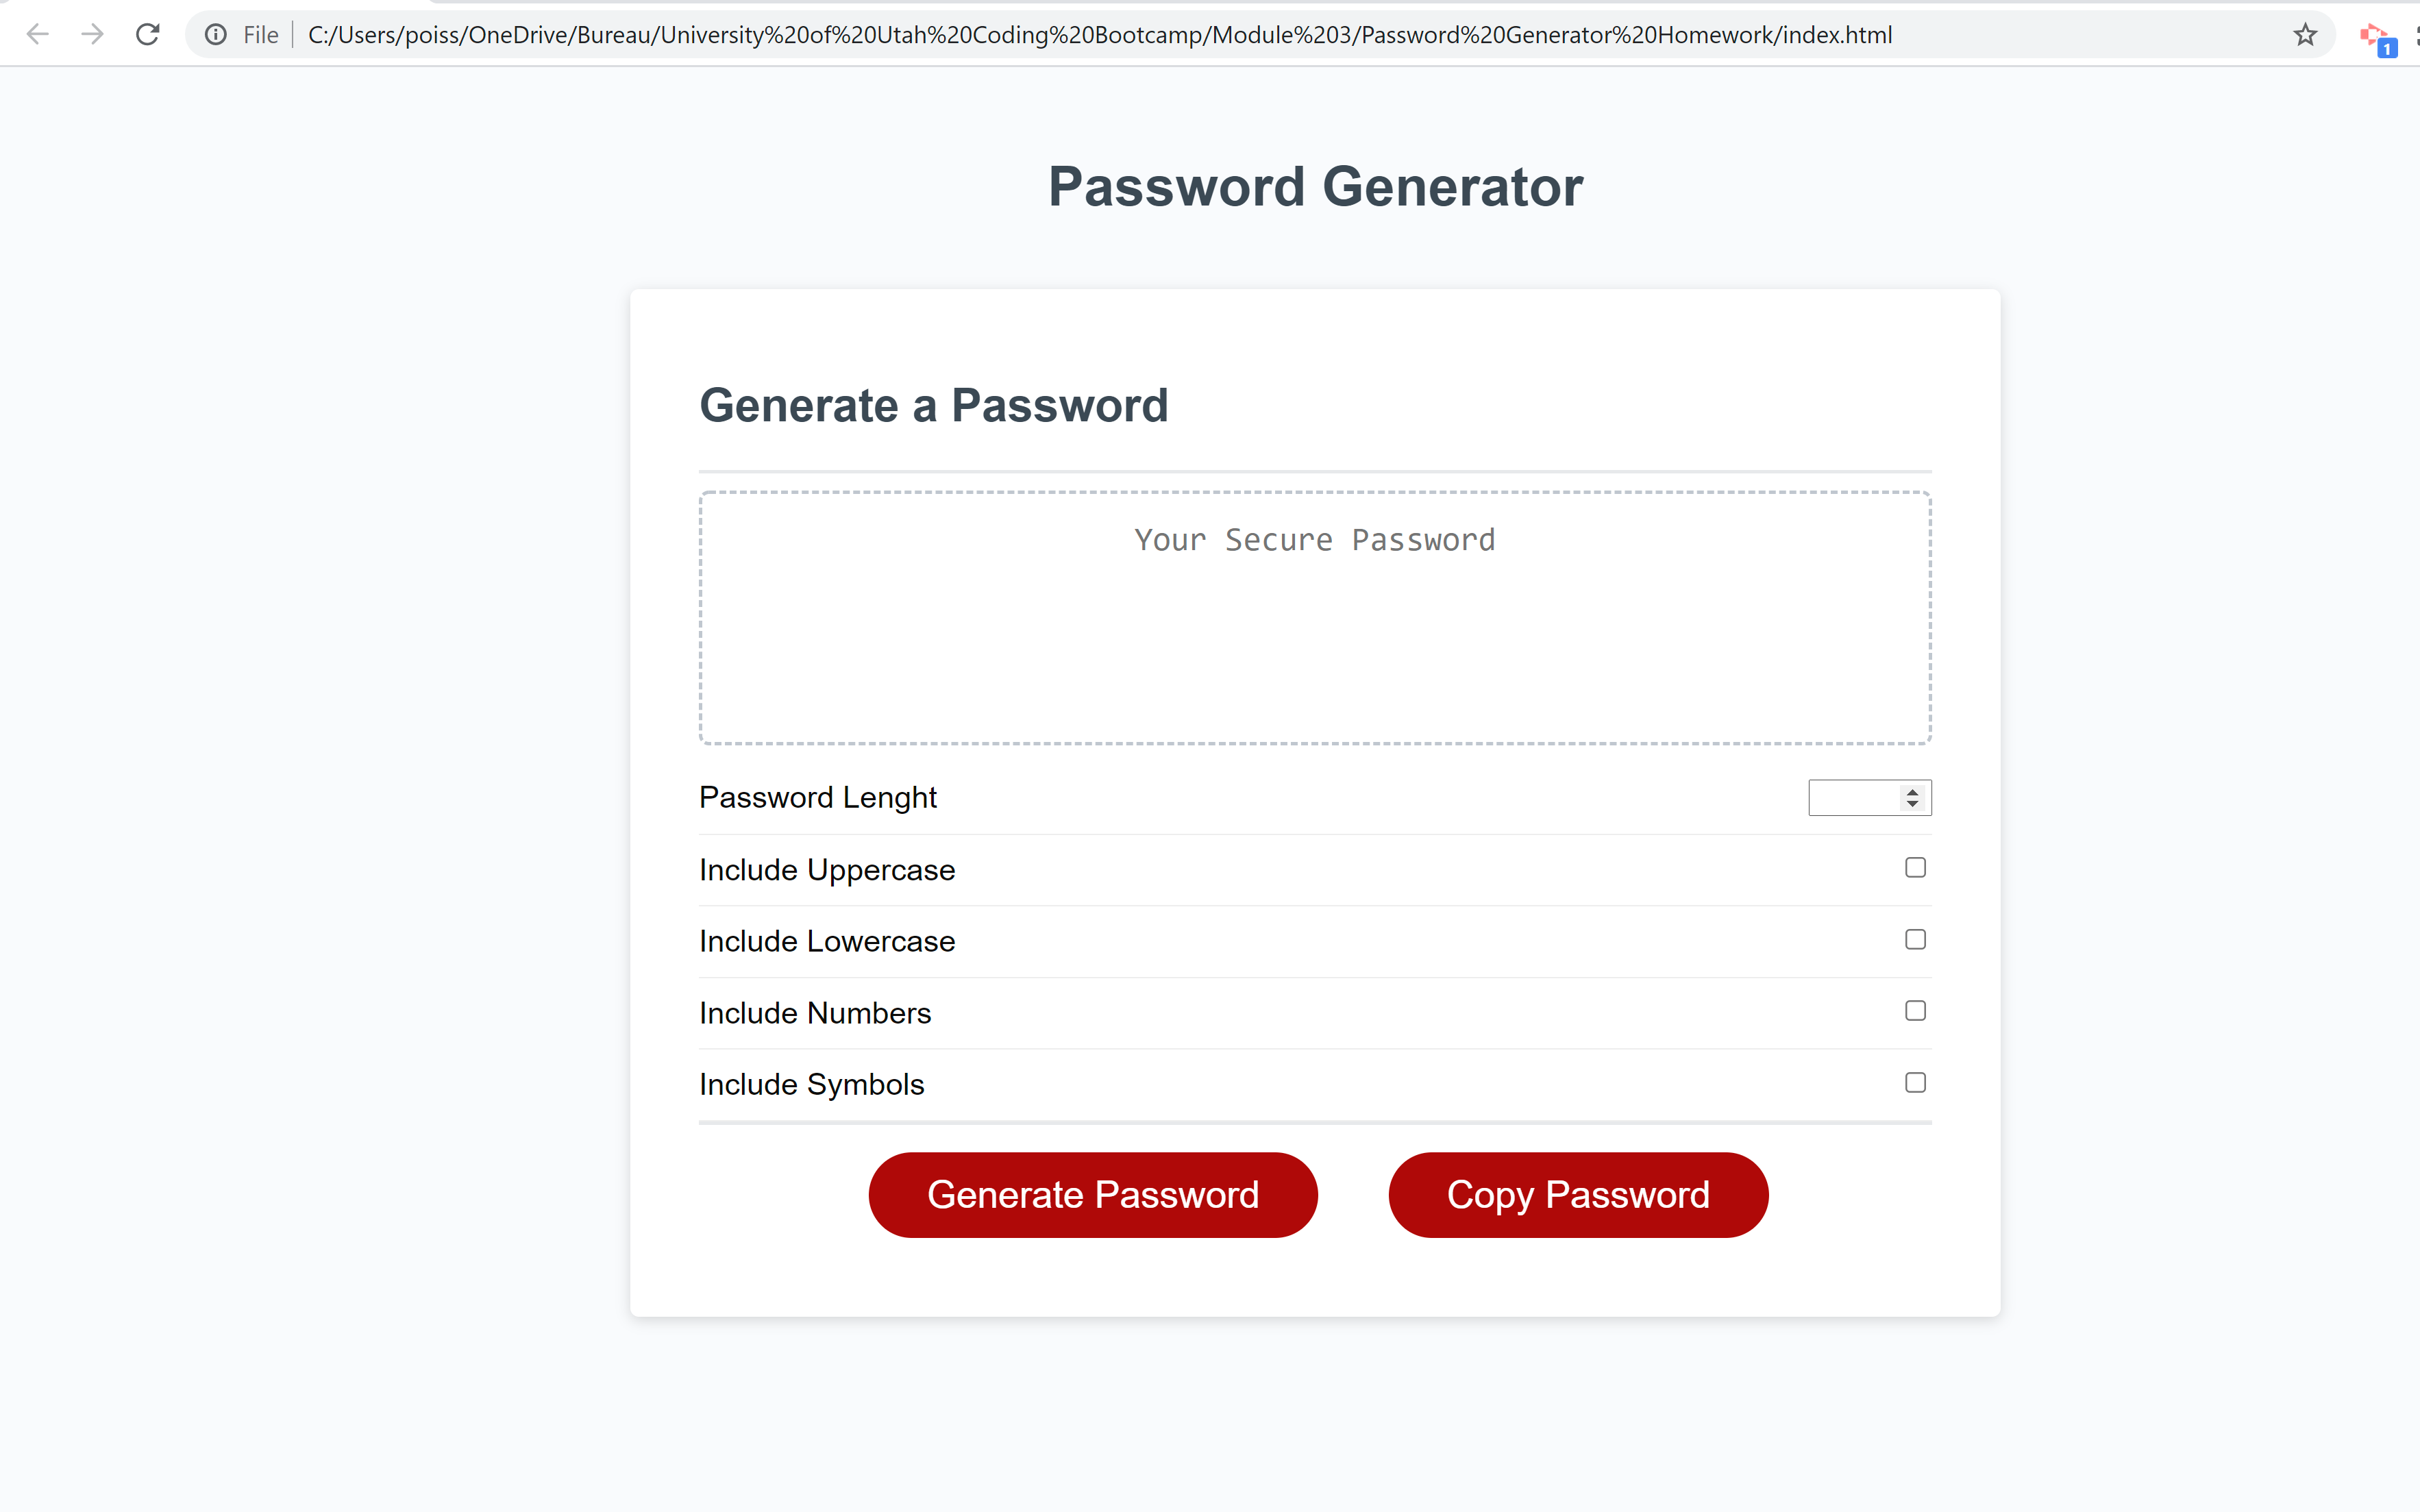 File C:/Users/poiss/OneDrive/Bureau/University%20of%20Utah%20Coding%20Bootcamp/Module%203/Password%20Generator%20Homework/index.html
1
Password Generator
Generate a Password
Your Secure Password
Password Lenght
Include Uppercase
Include Lowercase
Include Numbers
Include Symbols
Generate Password Copy Password